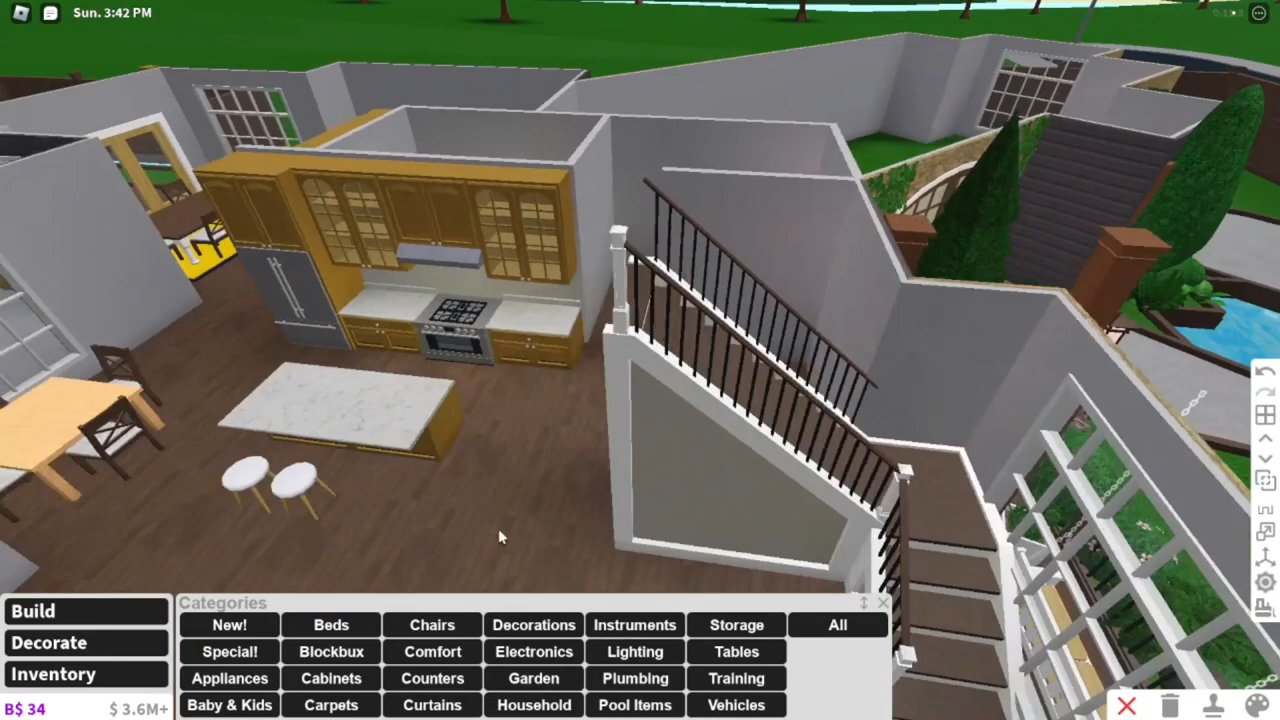 Sun. 3:42 PM
Build
Decorate
Inventory
B$ 34
$ 3.6M+
Categories
New! Beds Chairs Decorations Instruments Storage All
Special! Blockbux Comfort Electronics Lighting Tables
Appliances Cabinets Counters Garden Plumbing Training
Baby & Kids Carpets Curtains Household Pool Items Vehicles